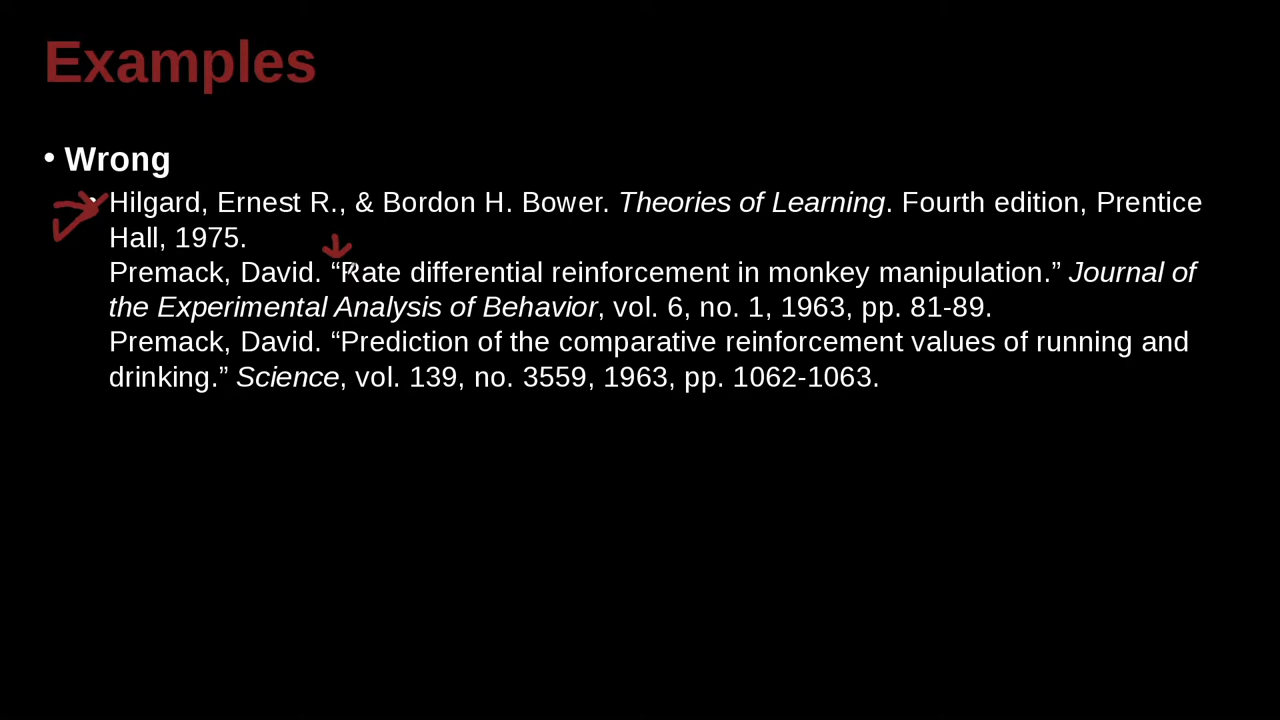 Examples
• Wrong
• Hilgard, Ernest R., & Bordon H. Bower. Theories of Learning. Fourth edition, Prentice
Hall, 1975.
Premack, David. “Rate differential reinforcement in monkey manipulation.” Journal of
the Experimental Analysis of Behavior, vol. 6, no. 1, 1963, pp. 81-89.
Premack, David. “Prediction of the comparative reinforcement values of running and
drinking.” Science, vol. 139, no. 3559, 1963, pp. 1062-1063.